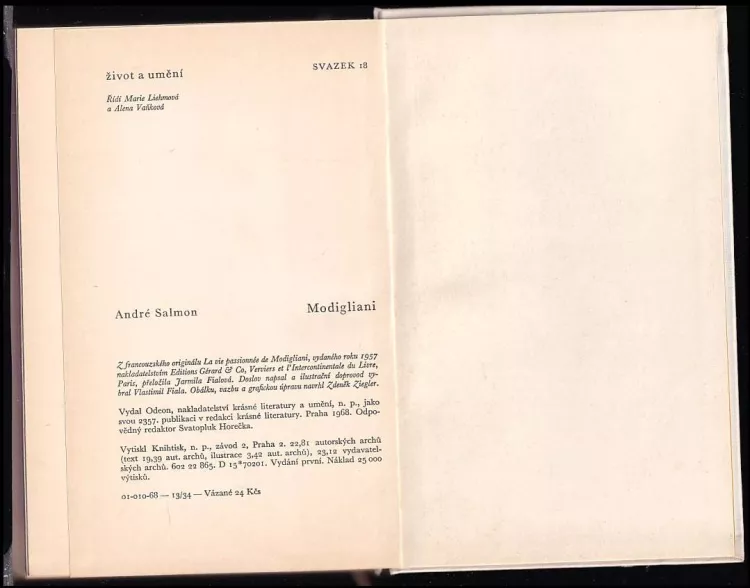 život a umění
SVAZEK 18
Řídí Marie Liehmová
a Alena Vaňková
André Salmon
Modigliani
Z francouzského originálu La vie passionnée de Modigliani, vydaného roku 1957
nakladatelstvím Editions Gérard & Co, Verviers et l'Intercontinentale du Livre,
Paris, přeložila Jarmila Fialová. Doslov napsal a ilustrační doprovod vy-
bral Vlastimil Fiala. Obálku, vazbu a grafickou úpravu navrhl Zdeněk Ziegler.
Vydal Odeon, nakladatelství krásné literatury a umění, n. p., jako
svou 2357. publikaci v redakci krásné literatury. Praha 1968. Odpo-
vědný redaktor Svatopluk Horečka.
Vytiskl Knihtisk, n. p., závod 2, Praha 2. 22,81 autorských archů
(text 19,39 aut. archů, ilustrace 3,42 aut. archů), 23,12 vydavatel-
ských archů. 602 22 865. D 15*70201. Vydání první. Náklad 25 000
výtisků.
01-010-68 — 13/34 — Vázané 24 Kčs